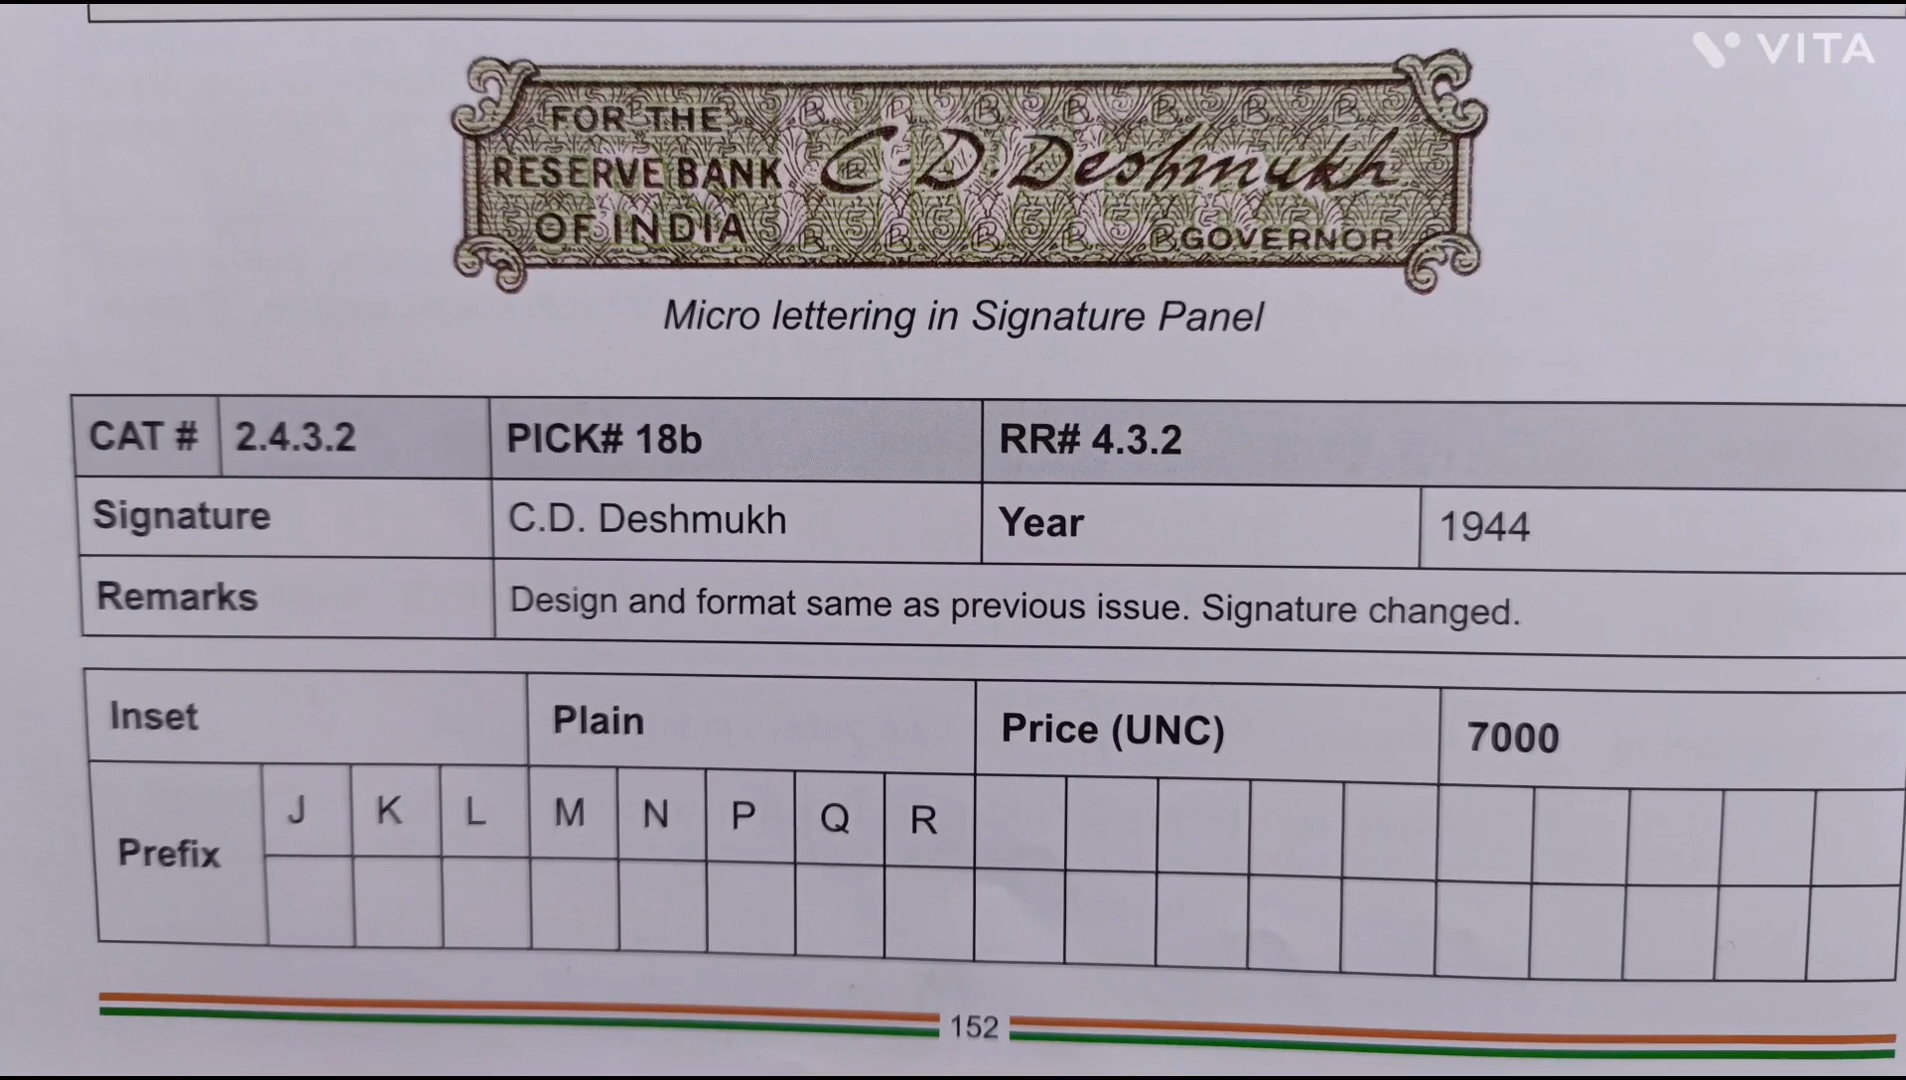 VITA
FOR THE
RESERVE BANK
OF INDIA
C.D. Deshmukh
GOVERNOR
Micro lettering in Signature Panel
CAT # 2.4.3.2 PICK# 18b RR# 4.3.2
Signature C.D. Deshmukh Year 1944
Remarks Design and format same as previous issue. Signature changed.
Inset Plain Price (UNC) 7000
Prefix J K L M N P Q R
152